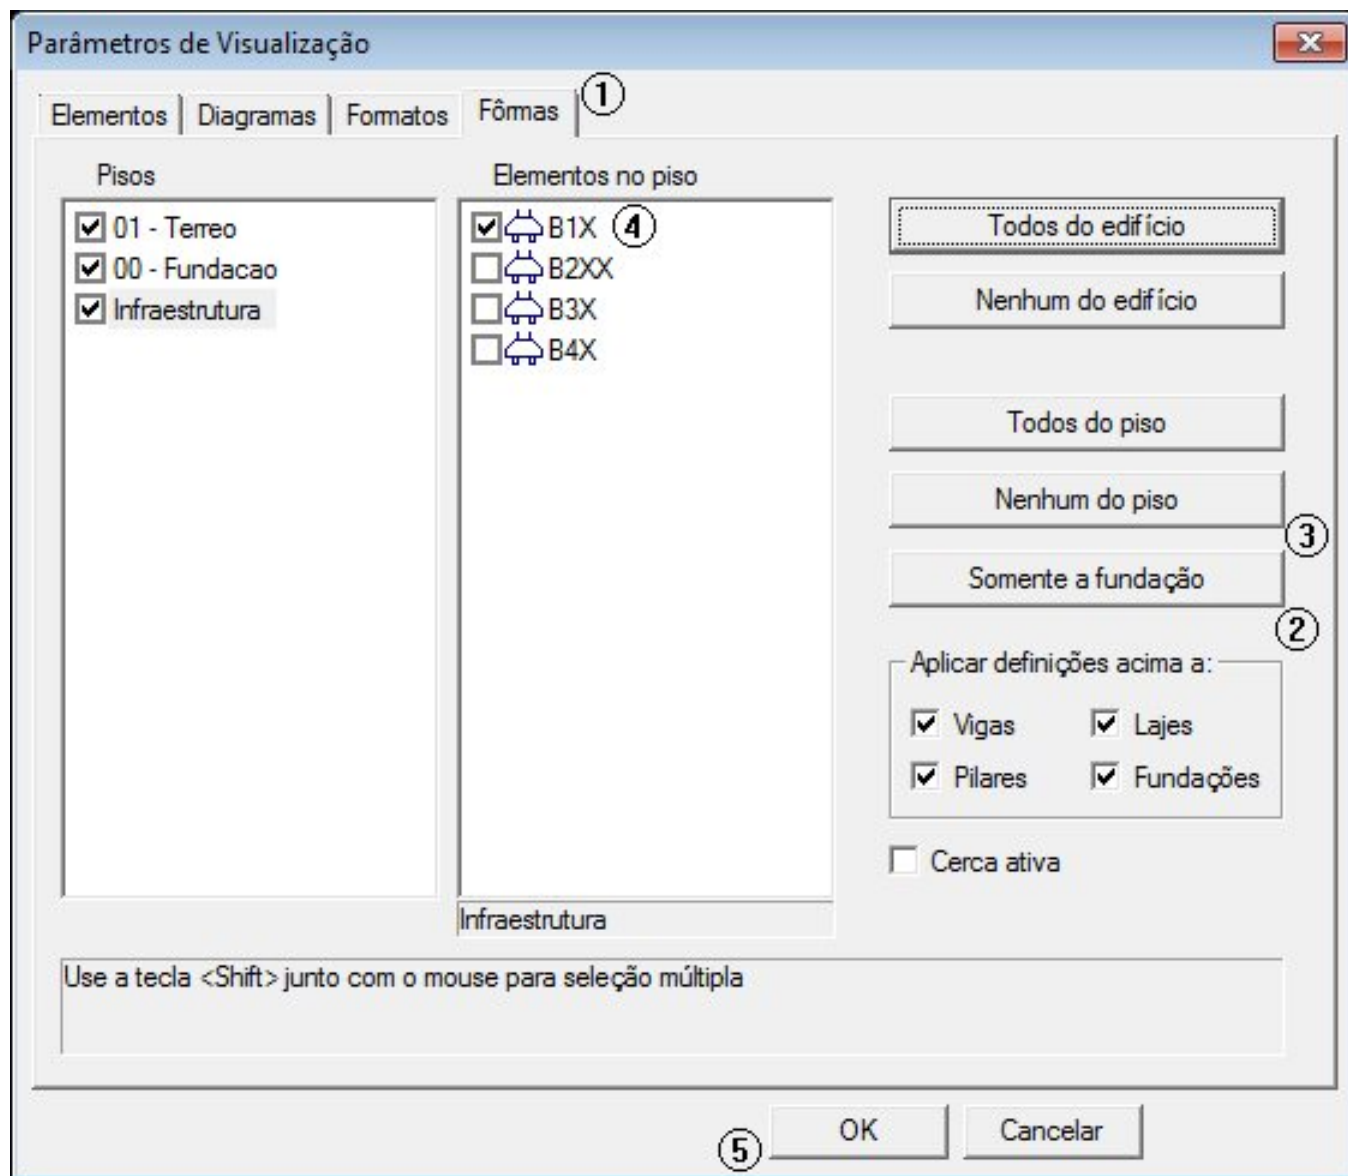 Parâmetros de Visualização
Elementos Diagramas Formatos Fôrmas 1
Pisos
01 - Terreo
00 - Fundacao
Infraestrutura
Elementos no piso
B1X 4
B2XX
B3X
B4X
Infraestrutura
Todos do edifício
Nenhum do edifício
Todos do piso
Nenhum do piso
3
Somente a fundação
2
Aplicar definições acima a:
Vigas Lajes
Pilares Fundações
Cerca ativa
Use a tecla <Shift> junto com o mouse para seleção múltipla
5 OK Cancelar